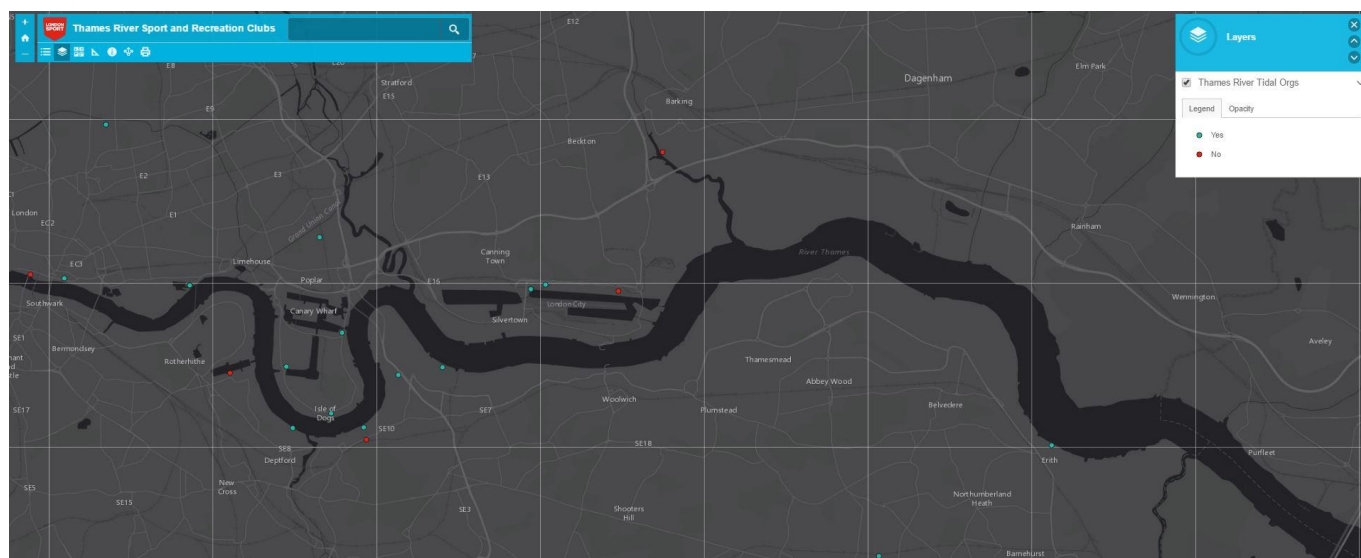 LONDON
SPORT
Thames River Sport and Recreation Clubs
Layers
Thames River Tidal Orgs
Legend
Opacity
Yes
No
E12
E8
Stratford
E15
Dagenham
Elm Park
Barking
E9
Beckton
E2
E3
E13
London
EC2
E1
Grand Union Canal
Rainham
EC3
Limehouse
Canning
Town
River Thames
Poplar
E16
Wennington
Southwark
Canary Wharf
London City
Silvertown
SE1
Bermondsey
Rotherhithe
Aveley
Thamesmead
Abbey Wood
Woolwich
Plumstead
Belvedere
SE17
Isle of
Dogs
SE7
SE10
SE8
Deptford
SE18
Erith
Purfleet
New
Cross
SE5
SE15
SE3
Shooters
Hill
Northumberland
Heath
Barnehurst